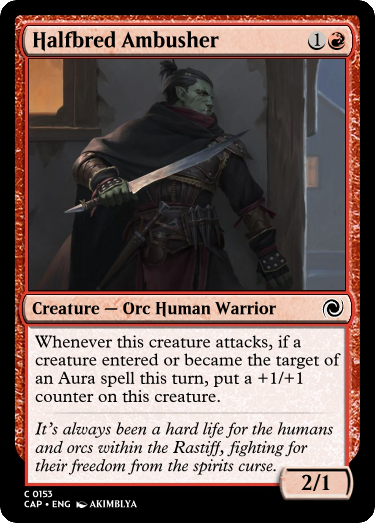 Halfbred Ambusher 1
Creature — Orc Human Warrior
Whenever this creature attacks, if a
creature entered or became the target of
an Aura spell this turn, put a +1/+1
counter on this creature.
It's always been a hard life for the humans
and orcs within the Rastiff, fighting for
their freedom from the spirits curse.
2/1
C 0153
CAP • ENG AKIMBLYA